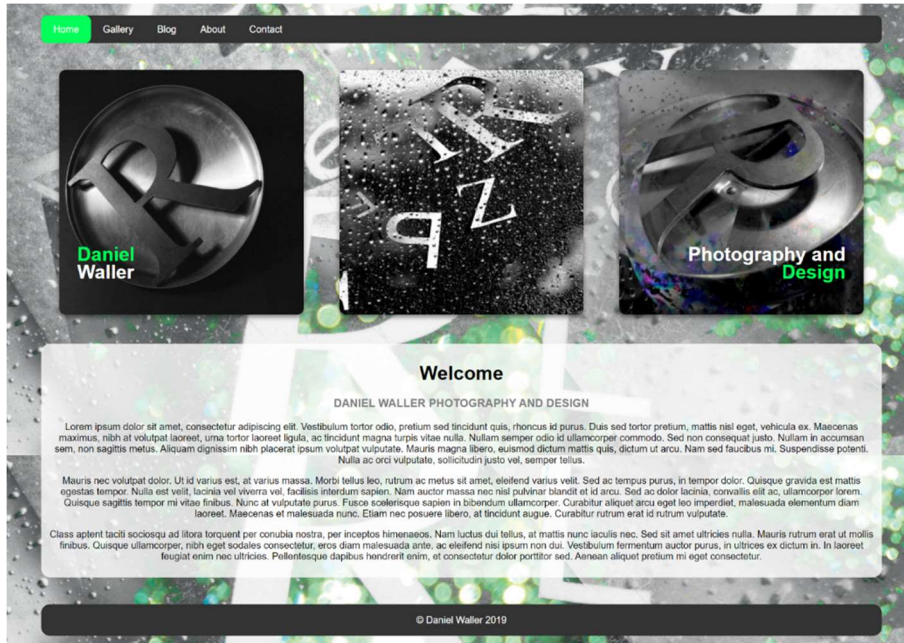 Home Gallery Blog About Contact
Daniel
Waller
R
R
Z
P
R
Photography and
Design
Welcome
DANIEL WALLER PHOTOGRAPHY AND DESIGN
Lorem ipsum dolor sit amet, consectetur adipiscing elit. Vestibulum tortor odio, pretium sed tincidunt quis, rhoncus id purus. Duis sed tortor pretium, mattis nisl eget, vehicula ex. Maecenas
maximus, nibh at volutpat laoreet, urna tortor laoreet ligula, ac tincidunt magna turpis vitae nulla. Nullam semper odio id ullamcorper commodo. Sed non consequat justo. Nullam in accumsan
sem, non sagittis metus. Aliquam dignissim nibh placerat ipsum volutpat vulputate. Mauris magna libero, euismod dictum mattis quis, dictum ut arcu. Nam sed faucibus mi. Suspendisse potenti.
Nulla ac orci vulputate, sollicitudin justo vel, semper tellus.
Mauris nec volutpat dolor. Ut id varius est, at varius massa. Morbi tellus leo, rutrum ac metus sit amet, eleifend varius velit. Sed ac tempus purus, in tempor dolor. Quisque gravida est mattis
egestas tempor. Nulla est velit, lacinia vel viverra vel, facilisis interdum sapien. Nam auctor massa nec nisl pulvinar blandit et id arcu. Sed ac dolor lacinia, convallis elit ac, ullamcorper lorem.
Quisque sagittis tempor mi vitae finibus. Nunc at vulputate purus. Fusce scelerisque sapien in bibendum ullamcorper. Curabitur aliquet arcu eget leo imperdiet, malesuada elementum diam
laoreet. Maecenas et malesuada nunc. Etiam nec posuere libero, at tincidunt augue. Curabitur rutrum erat id rutrum vulputate.
Class aptent taciti sociosqu ad litora torquent per conubia nostra, per inceptos himenaeos. Nam luctus dui tellus, at mattis nunc iaculis nec. Sed sit amet ultricies nulla. Mauris rutrum erat ut mollis
finibus. Quisque ullamcorper, nibh eget sodales consectetur, eros diam malesuada ante, ac eleifend nisi ipsum non dui. Vestibulum fermentum auctor purus, in ultrices ex dictum in. In laoreet
feugiat enim nec ultricies. Pellentesque dapibus hendrerit enim, et consectetur dolor porttitor sed. Aenean aliquet pretium mi eget consectetur.
© Daniel Waller 2019